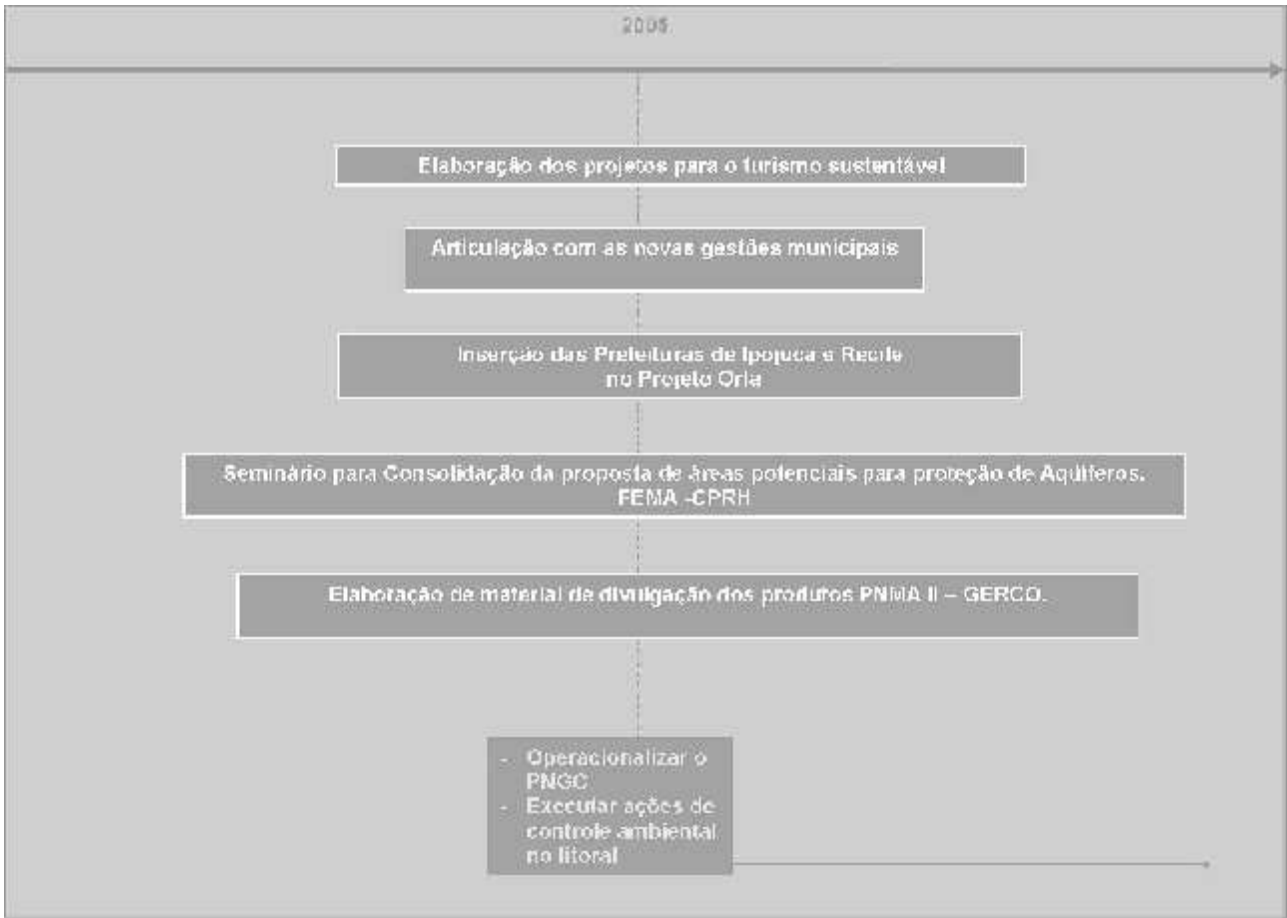 2005
Elaboração dos projetos para o turismo sustentável
Articulação com as novas gestões municipais
Inserção das Prefeituras de Ipojuca e Recife
no Projeto Orla
Seminário para Consolidação da proposta de áreas potenciais para proteção de Aqüíferos.
FEMA -CPRH
Elaboração de material de divulgação dos produtos PNMA II – GERCO.
- Operacionalizar o
PNGC
- Executar ações de
controle ambiental
no litoral